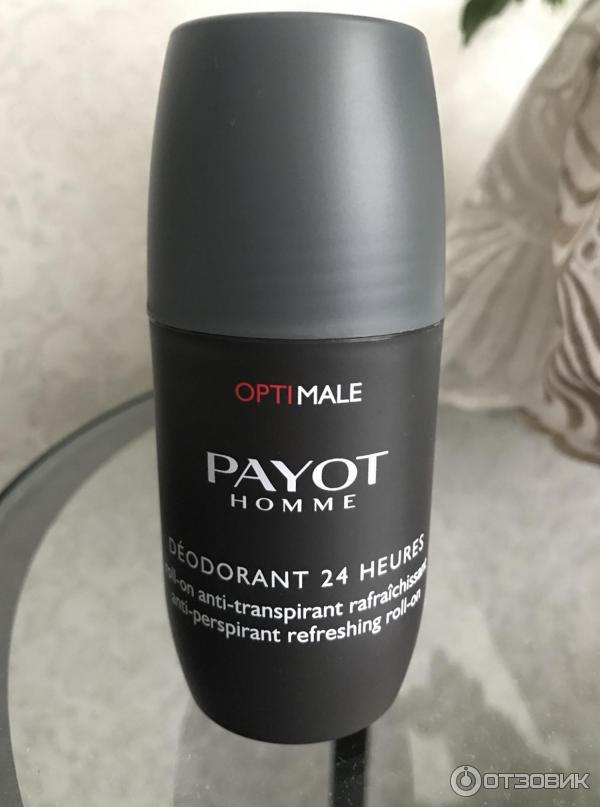 OPTIMALE
PAYOT
HOMME
DÉODORANT 24 HEURES
roll-on anti-transpirant rafraîchissant
anti-perspirant refreshing roll-on
ОТЗОВИК